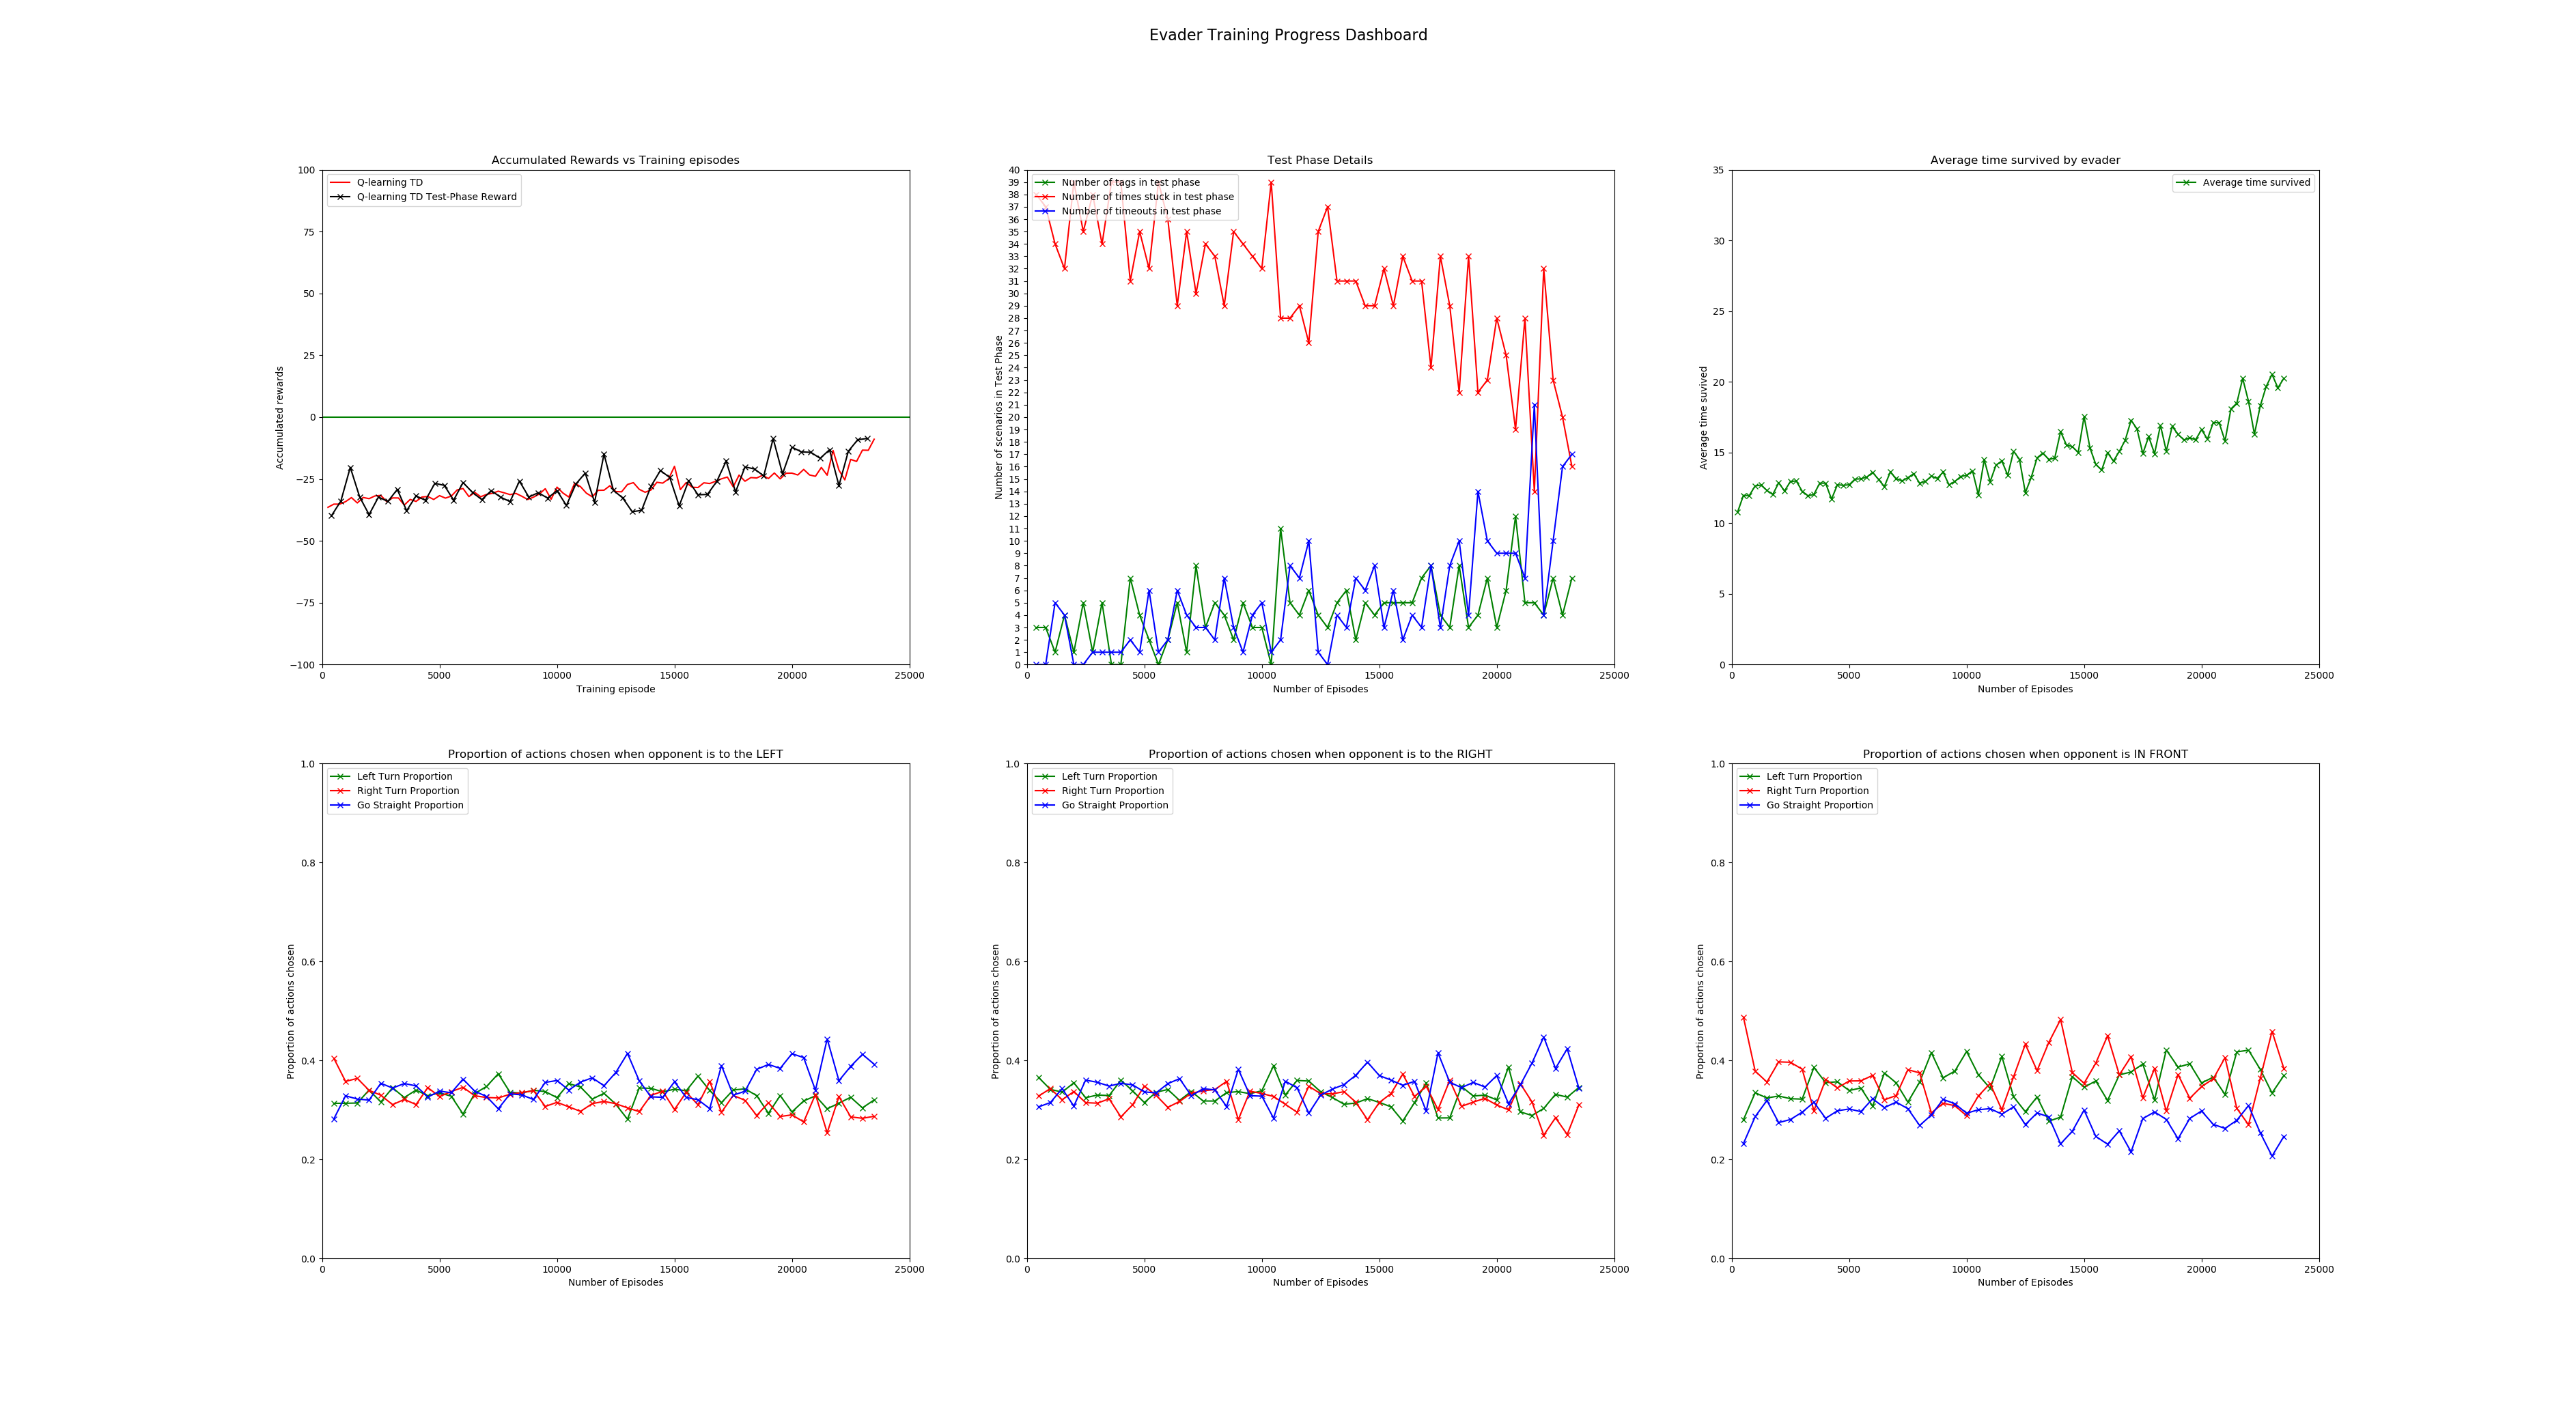 Evader Training Progress Dashboard
Accumulated Rewards vs Training episodes
100
75
50
25
0
−25
−50
−75
−100
Accumulated rewards
Q-learning TD
Q-learning TD Test-Phase Reward
0 5000 10000 15000 20000 25000
Training episode
Test Phase Details
40
39
38
37
36
35
34
33
32
31
30
29
28
27
26
25
24
23
22
21
20
19
18
17
16
15
14
13
12
11
10
9
8
7
6
5
4
3
2
1
0
Number of scenarios in Test Phase
Number of tags in test phase
Number of times stuck in test phase
Number of timeouts in test phase
0 5000 10000 15000 20000 25000
Number of Episodes
Average time survived by evader
35
30
25
20
15
10
5
0
Average time suvived
Average time survived
0 5000 10000 15000 20000 25000
Number of Episodes
Proportion of actions chosen when opponent is to the LEFT
1.0
0.8
0.6
0.4
0.2
0.0
Proportion of actions chosen
Left Turn Proportion
Right Turn Proportion
Go Straight Proportion
0 5000 10000 15000 20000 25000
Number of Episodes
Proportion of actions chosen when opponent is to the RIGHT
1.0
0.8
0.6
0.4
0.2
0.0
Proportion of actions chosen
Left Turn Proportion
Right Turn Proportion
Go Straight Proportion
0 5000 10000 15000 20000 25000
Number of Episodes
Proportion of actions chosen when opponent is IN FRONT
1.0
0.8
0.6
0.4
0.2
0.0
Proportion of actions chosen
Left Turn Proportion
Right Turn Proportion
Go Straight Proportion
0 5000 10000 15000 20000 25000
Number of Episodes